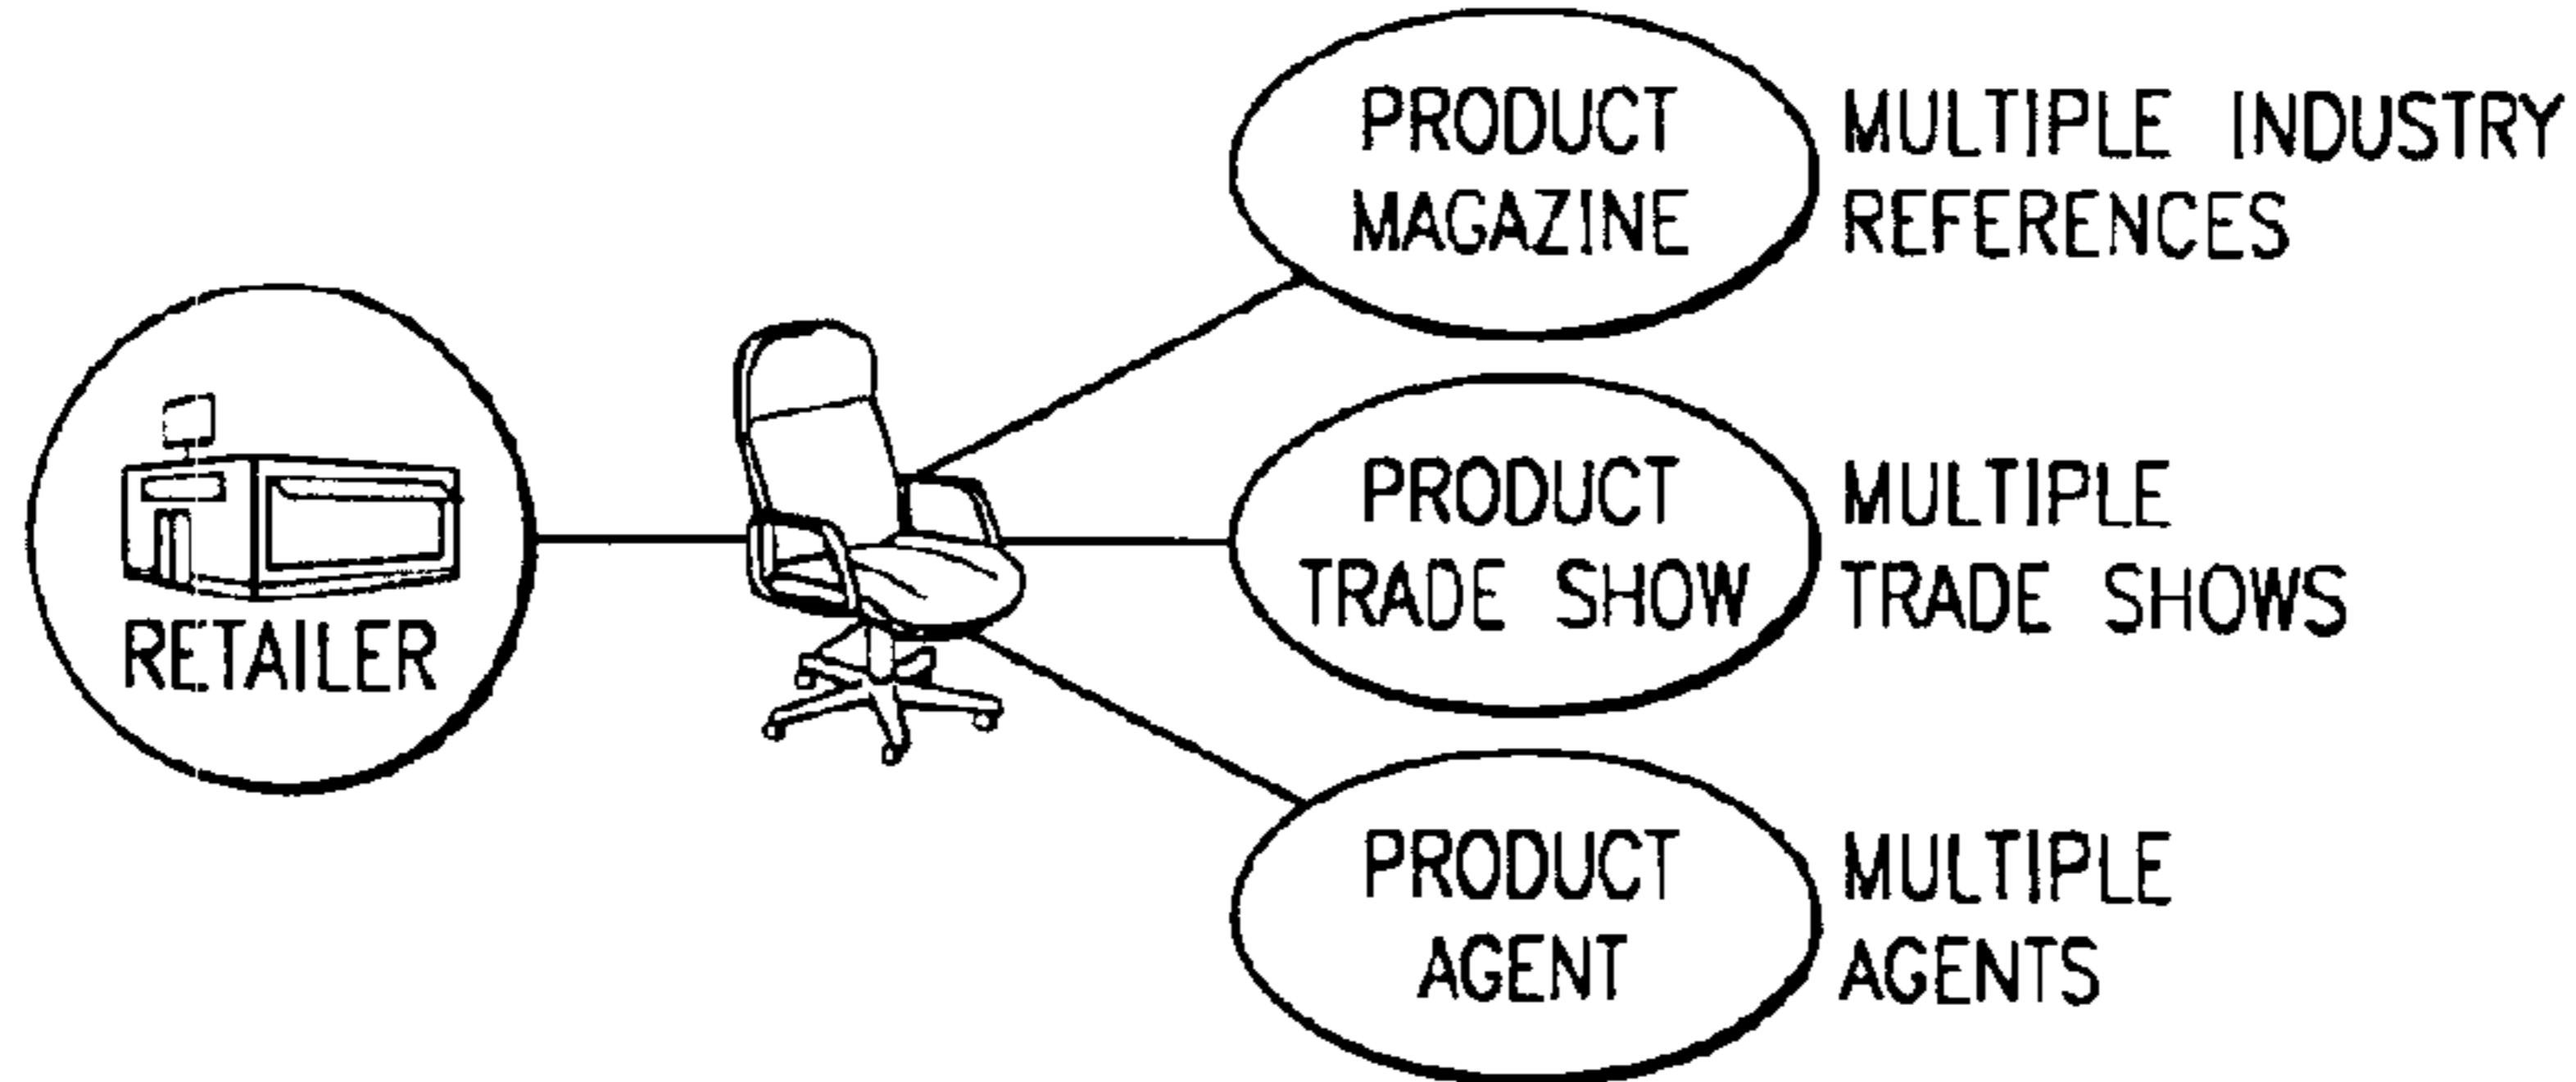 RETAILER
PRODUCT
MAGAZINE
MULTIPLE INDUSTRY
REFERENCES
PRODUCT
TRADE SHOW
MULTIPLE
TRADE SHOWS
PRODUCT
AGENT
MULTIPLE
AGENTS